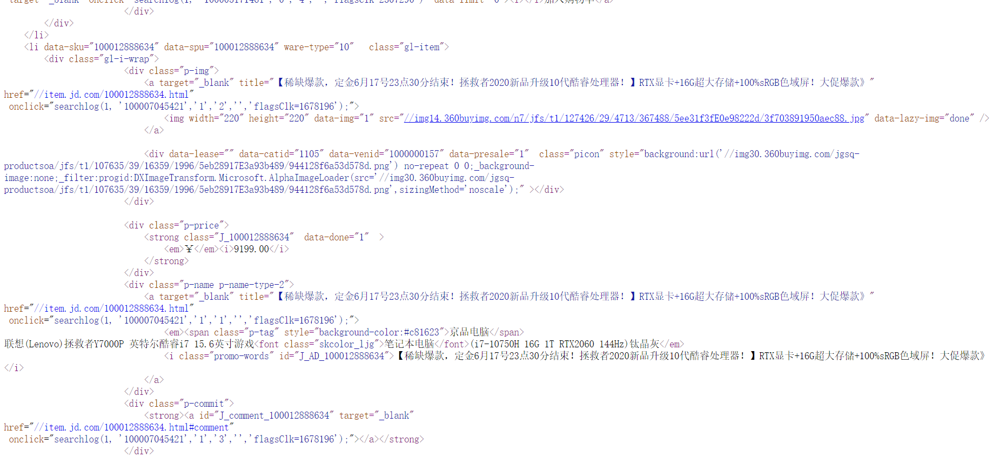 target="_blank" onclick="searchlog(1, '100005171461','6','4','','flagsClk=2567290')" data-limit="0"><i></i>加入购物车</a>
</div>
</div>
</li>
<li data-sku="100012888634" data-spu="100012888634" ware-type="10"   class="gl-item">
<div class="gl-i-wrap">
<div class="p-img">
<a target="_blank" title="【稀缺爆款，定金6月17号23点30分结束！拯救者2020新品升级10代酷睿处理器！】RTX显卡+16G超大存储+100%sRGB色域屏！大促爆款》"
href="//item.jd.com/100012888634.html"
onclick="searchlog(1, '100007045421','1','2','','flagsClk=1678196');">
<img width="220" height="220" data-img="1" src="//img14.360buyimg.com/n7/jfs/t1/127426/29/4713/367488/5ee31f3fE0e98222d/3f703891950aec88.jpg" data-lazy-img="done" />
</a>
<div data-lease="" data-catid="1105" data-venid="1000000157" data-presale="1"  class="picon" style="background:url('//img30.360buyimg.com/jgsq-
productsoa/jfs/t1/107635/39/16359/1996/5eb28917E3a93b489/944128f6a53d578d.png') no-repeat 0 0;_background-
image:none;_filter:progid:DXImageTransform.Microsoft.AlphaImageLoader(src='//img30.360buyimg.com/jgsq-
productsoa/jfs/t1/107635/39/16359/1996/5eb28917E3a93b489/944128f6a53d578d.png',sizingMethod='noscale');" ></div>
</div>
<div class="p-price">
<strong class="J_100012888634"  data-done="1"  >
<em>￥</em><i>9199.00</i>
</strong>
</div>
<div class="p-name p-name-type-2">
<a target="_blank" title="【稀缺爆款，定金6月17号23点30分结束！拯救者2020新品升级10代酷睿处理器！】RTX显卡+16G超大存储+100%sRGB色域屏！大促爆款》"
href="//item.jd.com/100012888634.html"
onclick="searchlog(1, '100007045421','1','1','','flagsClk=1678196');">
<em><span class="p-tag" style="background-color:#c81623">京品电脑</span>
联想(Lenovo)拯救者Y7000P 英特尔酷睿i7 15.6英寸游戏<font class="skcolor_ljg">笔记本电脑</font>(i7-10750H 16G 1T RTX2060 144Hz)钛晶灰</em>
<i class="promo-words" id="J_AD_100012888634">【稀缺爆款，定金6月17号23点30分结束！拯救者2020新品升级10代酷睿处理器！】RTX显卡+16G超大存储+100%sRGB色域屏！大促爆款》
</i>
</a>
</div>
<div class="p-commit">
<strong><a id="J_comment_100012888634" target="_blank"
href="//item.jd.com/100012888634.html#comment"
onclick="searchlog(1, '100007045421','1','3','','flagsClk=1678196');"></a></strong>
</div>